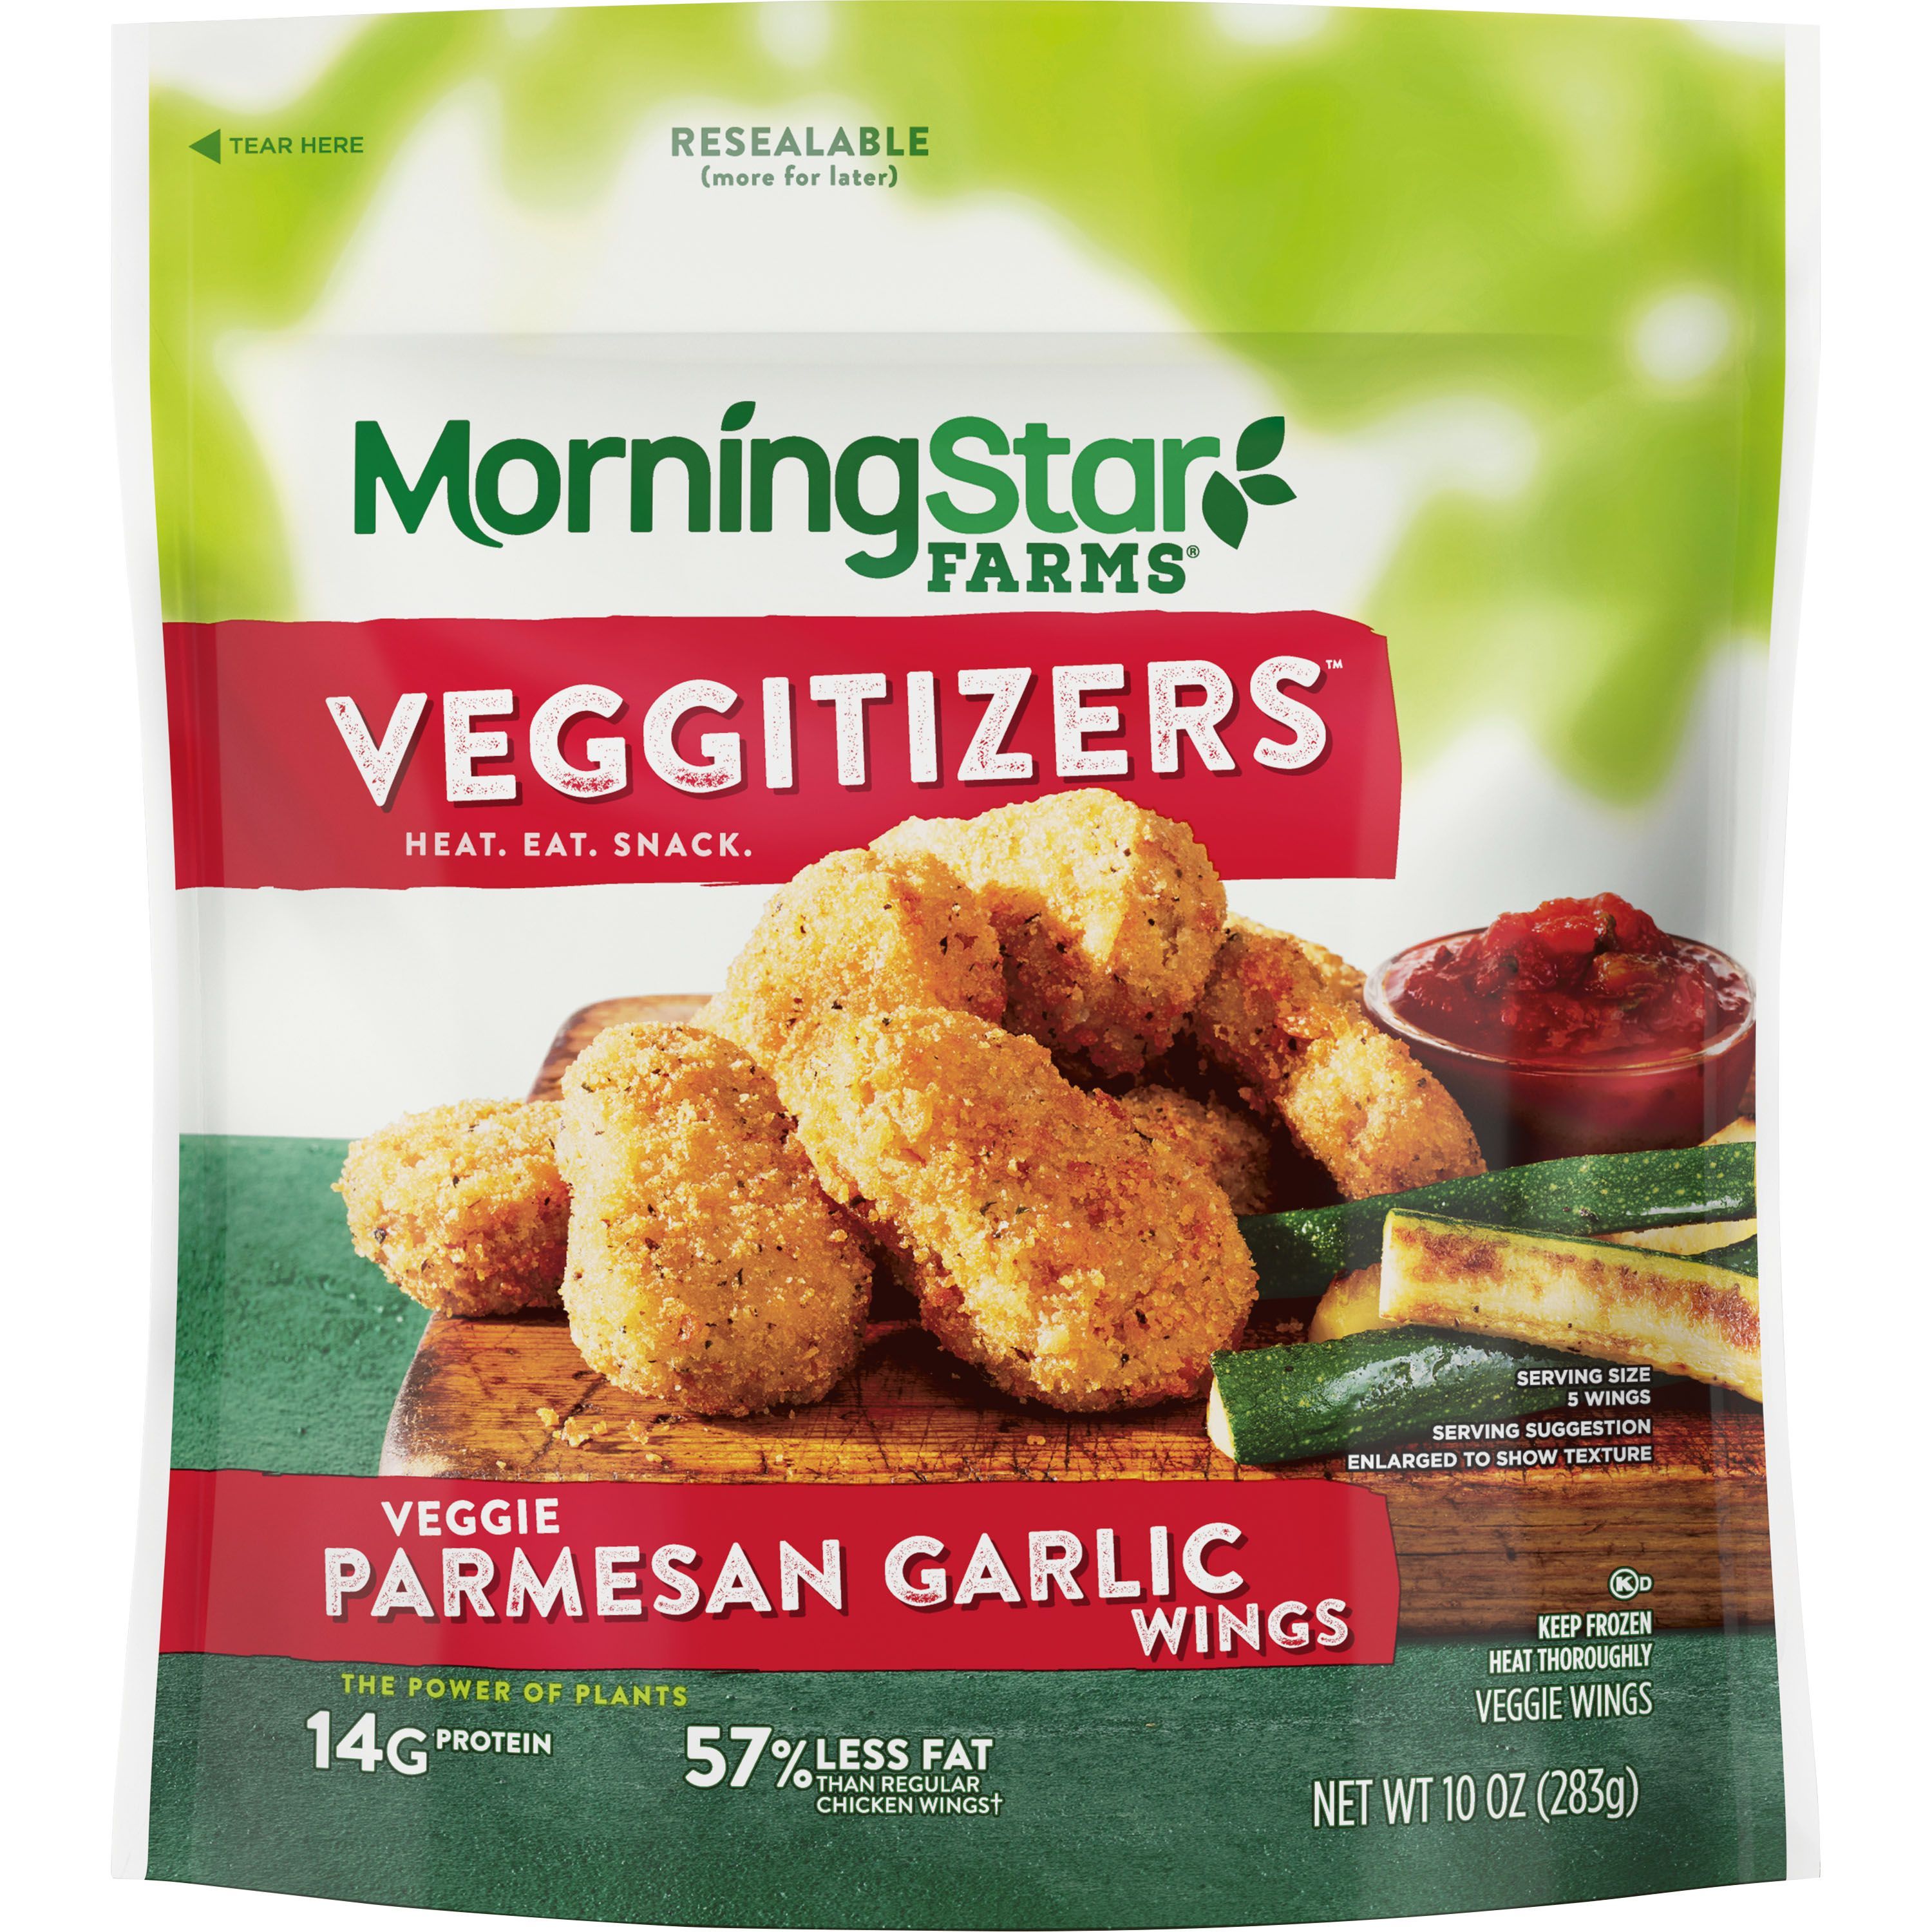 TEAR HERE
RESEALABLE
(more for later)
MorningStar
FARMS®
VEGGITIZERS™
HEAT. EAT. SNACK.
SERVING SIZE
5 WINGS
SERVING SUGGESTION
ENLARGED TO SHOW TEXTURE
VEGGIE
PARMESAN GARLIC
WINGS
K D
KEEP FROZEN
HEAT THOROUGHLY
VEGGIE WINGS
THE POWER OF PLANTS
14G PROTEIN
57% LESS FAT
THAN REGULAR
CHICKEN WINGS†
NET WT 10 OZ (283g)